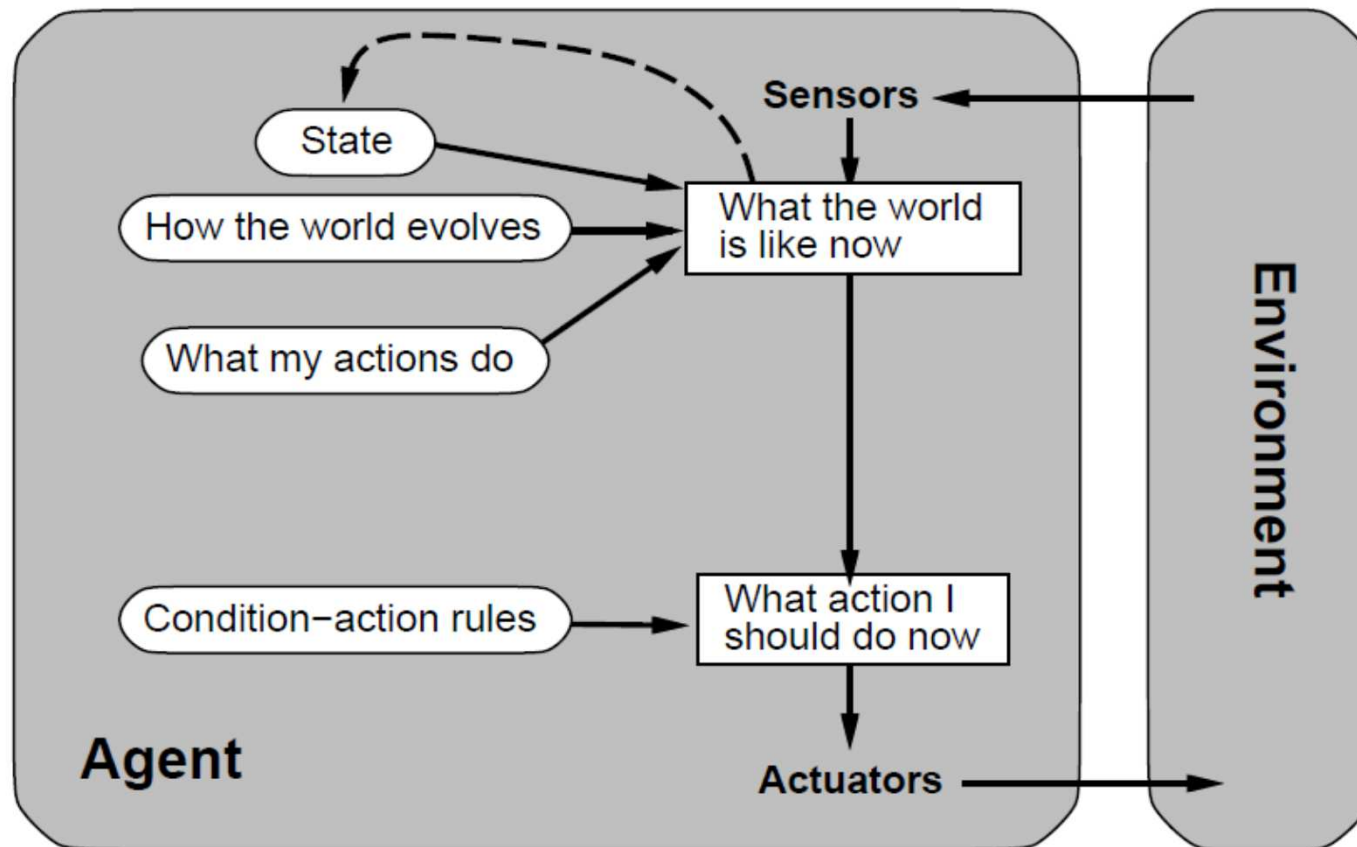 Sensors
State
What the world
is like now
How the world evolves
What my actions do
Condition−action rules
What action I
should do now
Agent
Actuators
Environment